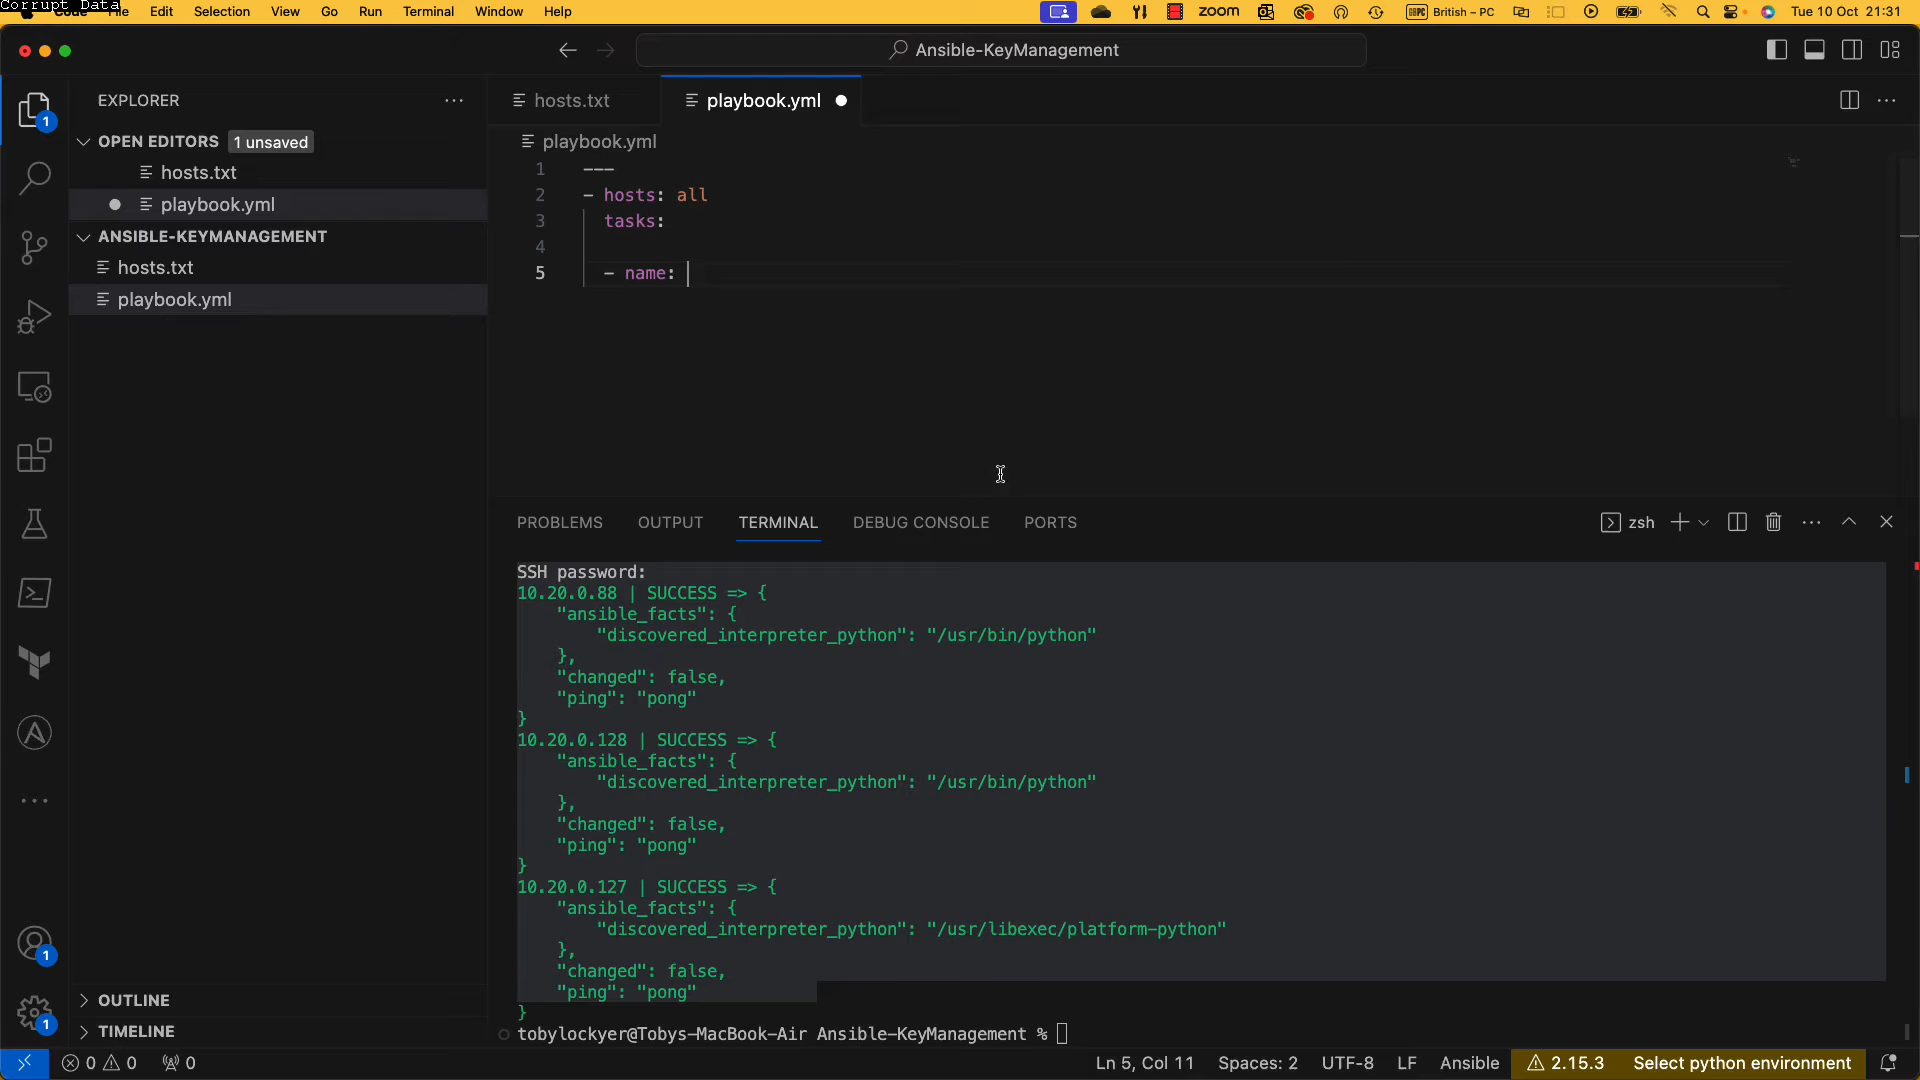 Corrupt Data
Code File Edit Selection View Go Run Terminal Window Help
zoom British – PC Tue 10 Oct 21:31
Ansible-KeyManagement
EXPLORER
OPEN EDITORS 1 unsaved
hosts.txt
playbook.yml
ANSIBLE-KEYMANAGEMENT
hosts.txt
playbook.yml
OUTLINE
TIMELINE
hosts.txt playbook.yml
playbook.yml
1 ---
2 - hosts: all
3 tasks:
4
5 - name:
PROBLEMS OUTPUT TERMINAL DEBUG CONSOLE PORTS
zsh
SSH password:
10.20.0.88 | SUCCESS => {
"ansible_facts": {
"discovered_interpreter_python": "/usr/bin/python"
},
"changed": false,
"ping": "pong"
}
10.20.0.128 | SUCCESS => {
"ansible_facts": {
"discovered_interpreter_python": "/usr/bin/python"
},
"changed": false,
"ping": "pong"
}
10.20.0.127 | SUCCESS => {
"ansible_facts": {
"discovered_interpreter_python": "/usr/libexec/platform-python"
},
"changed": false,
"ping": "pong"
}
tobylockyer@Tobys-MacBook-Air Ansible-KeyManagement %
1
1
1
0 0 0
Ln 5, Col 11 Spaces: 2 UTF-8 LF Ansible 2.15.3 Select python environment